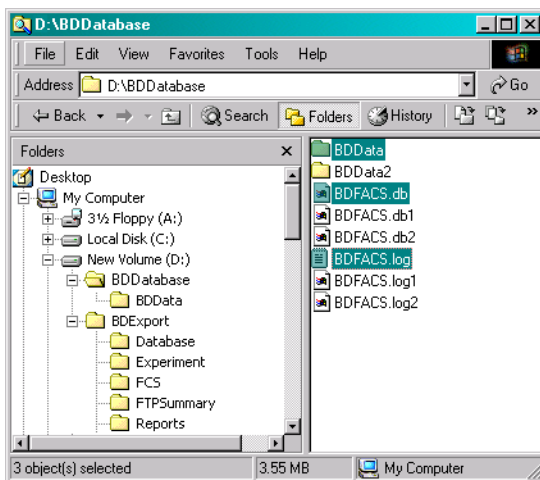 D:\BDDatabase
File Edit View Favorites Tools Help
Address D:\BDDatabase Go
Back Search Folders History »
Folders
Desktop
My Computer
3½ Floppy (A:)
Local Disk (C:)
New Volume (D:)
BDDatabase
BDData
BDExport
Database
Experiment
FCS
FTPSummary
Reports
BDData
BDData2
BDFACS.db
BDFACS.db1
BDFACS.db2
BDFACS.log
BDFACS.log1
BDFACS.log2
3 object(s) selected 3.55 MB My Computer